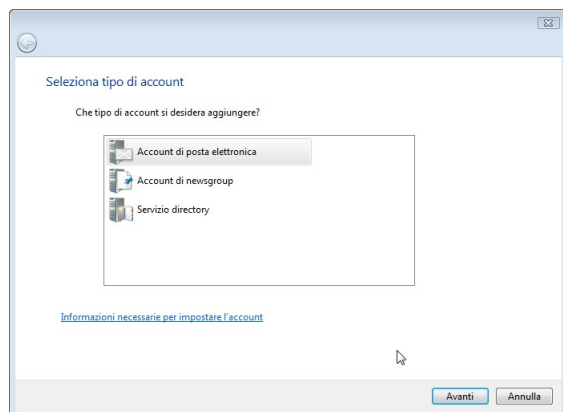 Seleziona tipo di account
Che tipo di account si desidera aggiungere?
Account di posta elettronica
Account di newsgroup
Servizio directory
Informazioni necessarie per impostare l'account
Avanti
Annulla